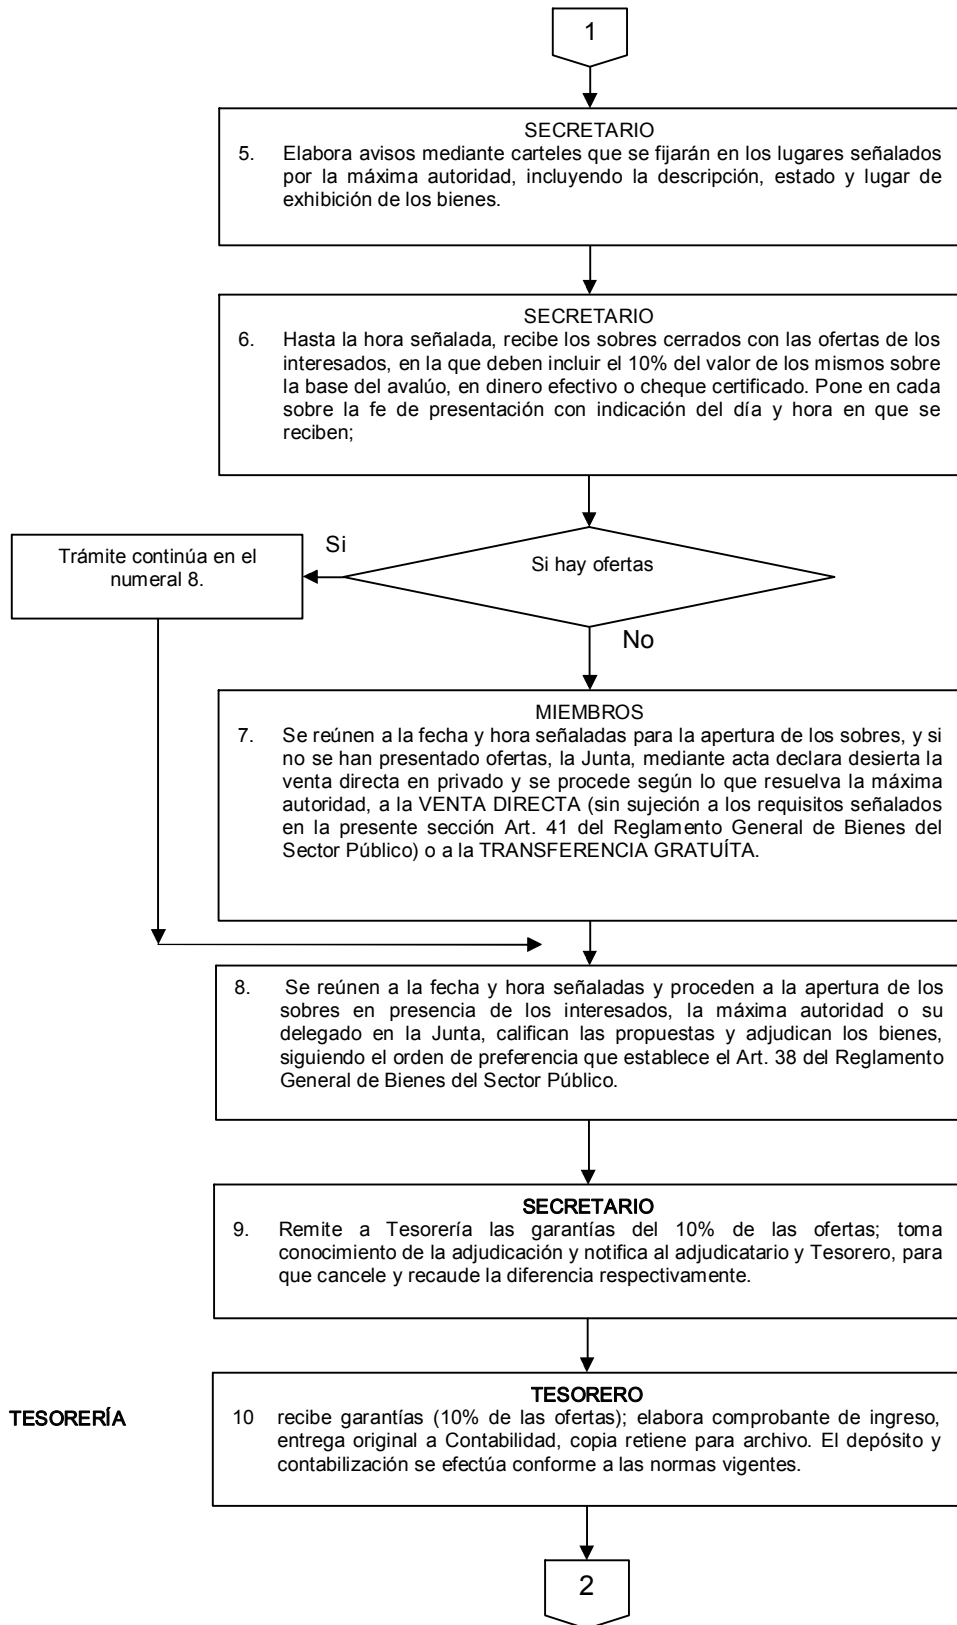 1
SECRETARIO
5. Elabora avisos mediante carteles que se fijarán en los lugares señalados
por la máxima autoridad, incluyendo la descripción, estado y lugar de
exhibición de los bienes.
SECRETARIO
6. Hasta la hora señalada, recibe los sobres cerrados con las ofertas de los
interesados, en la que deben incluir el 10% del valor de los mismos sobre
la base del avalúo, en dinero efectivo o cheque certificado. Pone en cada
sobre la fe de presentación con indicación del día y hora en que se
reciben;
Si hay ofertas
Si
Trámite continúa en el
numeral 8.
No
MIEMBROS
7. Se reúnen a la fecha y hora señaladas para la apertura de los sobres, y si
no se han presentado ofertas, la Junta, mediante acta declara desierta la
venta directa en privado y se procede según lo que resuelva la máxima
autoridad, a la VENTA DIRECTA (sin sujeción a los requisitos señalados
en la presente sección Art. 41 del Reglamento General de Bienes del
Sector Público) o a la TRANSFERENCIA GRATUÍTA.
8. Se reúnen a la fecha y hora señaladas y proceden a la apertura de los
sobres en presencia de los interesados, la máxima autoridad o su
delegado en la Junta, califican las propuestas y adjudican los bienes,
siguiendo el orden de preferencia que establece el Art. 38 del Reglamento
General de Bienes del Sector Público.
SECRETARIO
9. Remite a Tesorería las garantías del 10% de las ofertas; toma
conocimiento de la adjudicación y notifica al adjudicatario y Tesorero, para
que cancele y recaude la diferencia respectivamente.
TESORERÍA
TESORERO
10 recibe garantías (10% de las ofertas); elabora comprobante de ingreso,
entrega original a Contabilidad, copia retiene para archivo. El depósito y
contabilización se efectúa conforme a las normas vigentes.
2